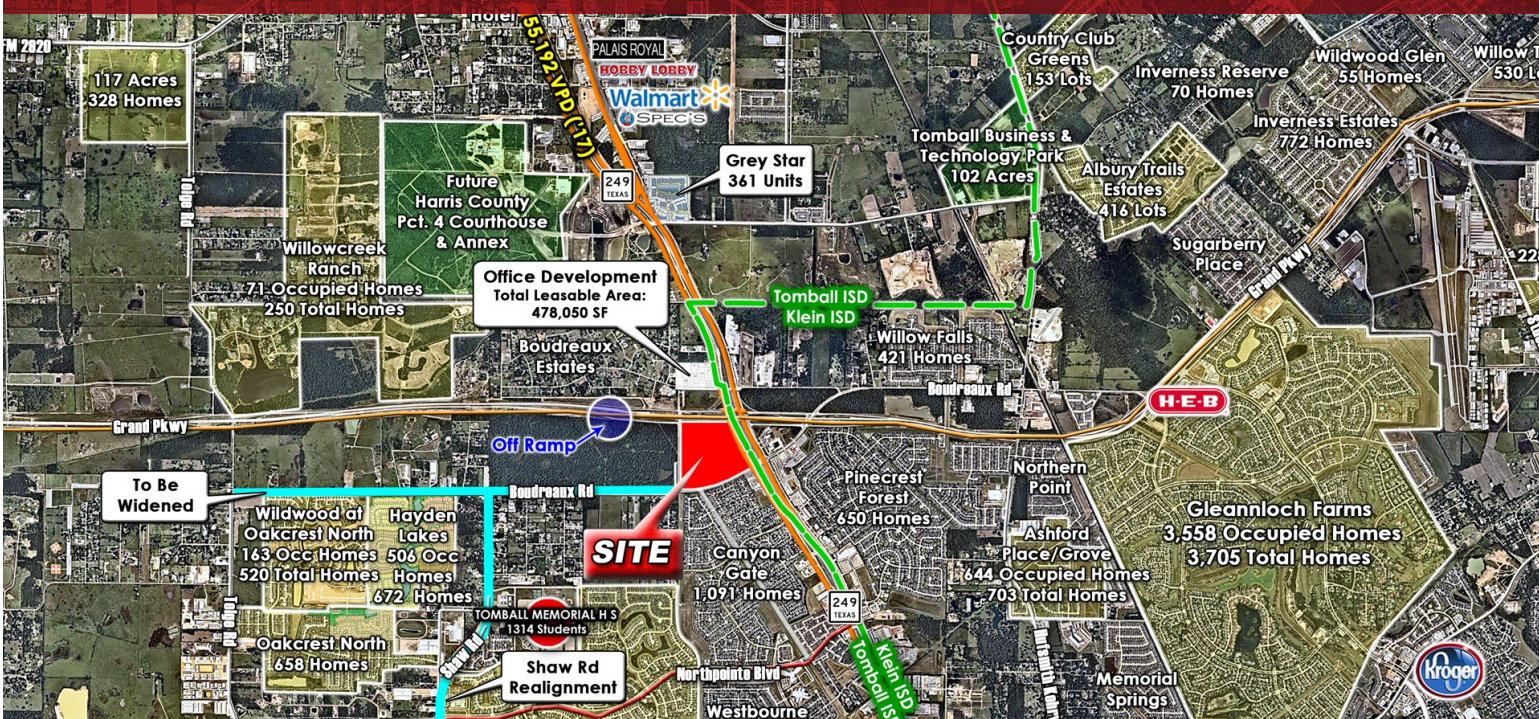 FM 2920
Hotel
55,192 VPD ('17)
PALAIS ROYAL
HOBBY LOBBY
Walmart
SPEC'S
117 Acres
328 Homes
Country Club
Greens
153 Lots
Inverness Reserve
70 Homes
Wildwood Glen
55 Homes
Willow
530 L
Inverness Estates
772 Homes
Tomball Business &
Technology Park
102 Acres
Albury Trails
Estates
416 Lots
Grey Star
361 Units
249
TEXAS
Future
Harris County
Pct. 4 Courthouse
& Annex
Telge Rd
Willowcreek
Ranch
71 Occupied Homes
250 Total Homes
Sugarberry
Place
Grand Pkwy
Office Development
Total Leasable Area:
478,050 SF
Tomball ISD
Klein ISD
Boudreaux
Estates
Willow Falls
421 Homes
Boudreaux Rd
H-E-B
Grand Pkwy
Off Ramp
To Be
Widened
Boudreaux Rd
SITE
Pinecrest
Forest
650 Homes
Northern
Point
Gleannloch Farms
3,558 Occupied Homes
3,705 Total Homes
Wildwood at
Oakcrest North
163 Occ Homes
520 Total Homes
Hayden
Lakes
506 Occ
Homes
672 Homes
Canyon
Gate
1,091 Homes
Ashford
Place/Grove
644 Occupied Homes
703 Total Homes
249
TEXAS
TOMBALL MEMORIAL H S
1314 Students
Telge Rd
Oakcrest North
658 Homes
Shaw Rd
Shaw Rd
Realignment
Northpointe Blvd
Klein ISD
Tomball IS
Westbourne
Memorial
Springs
Kroger